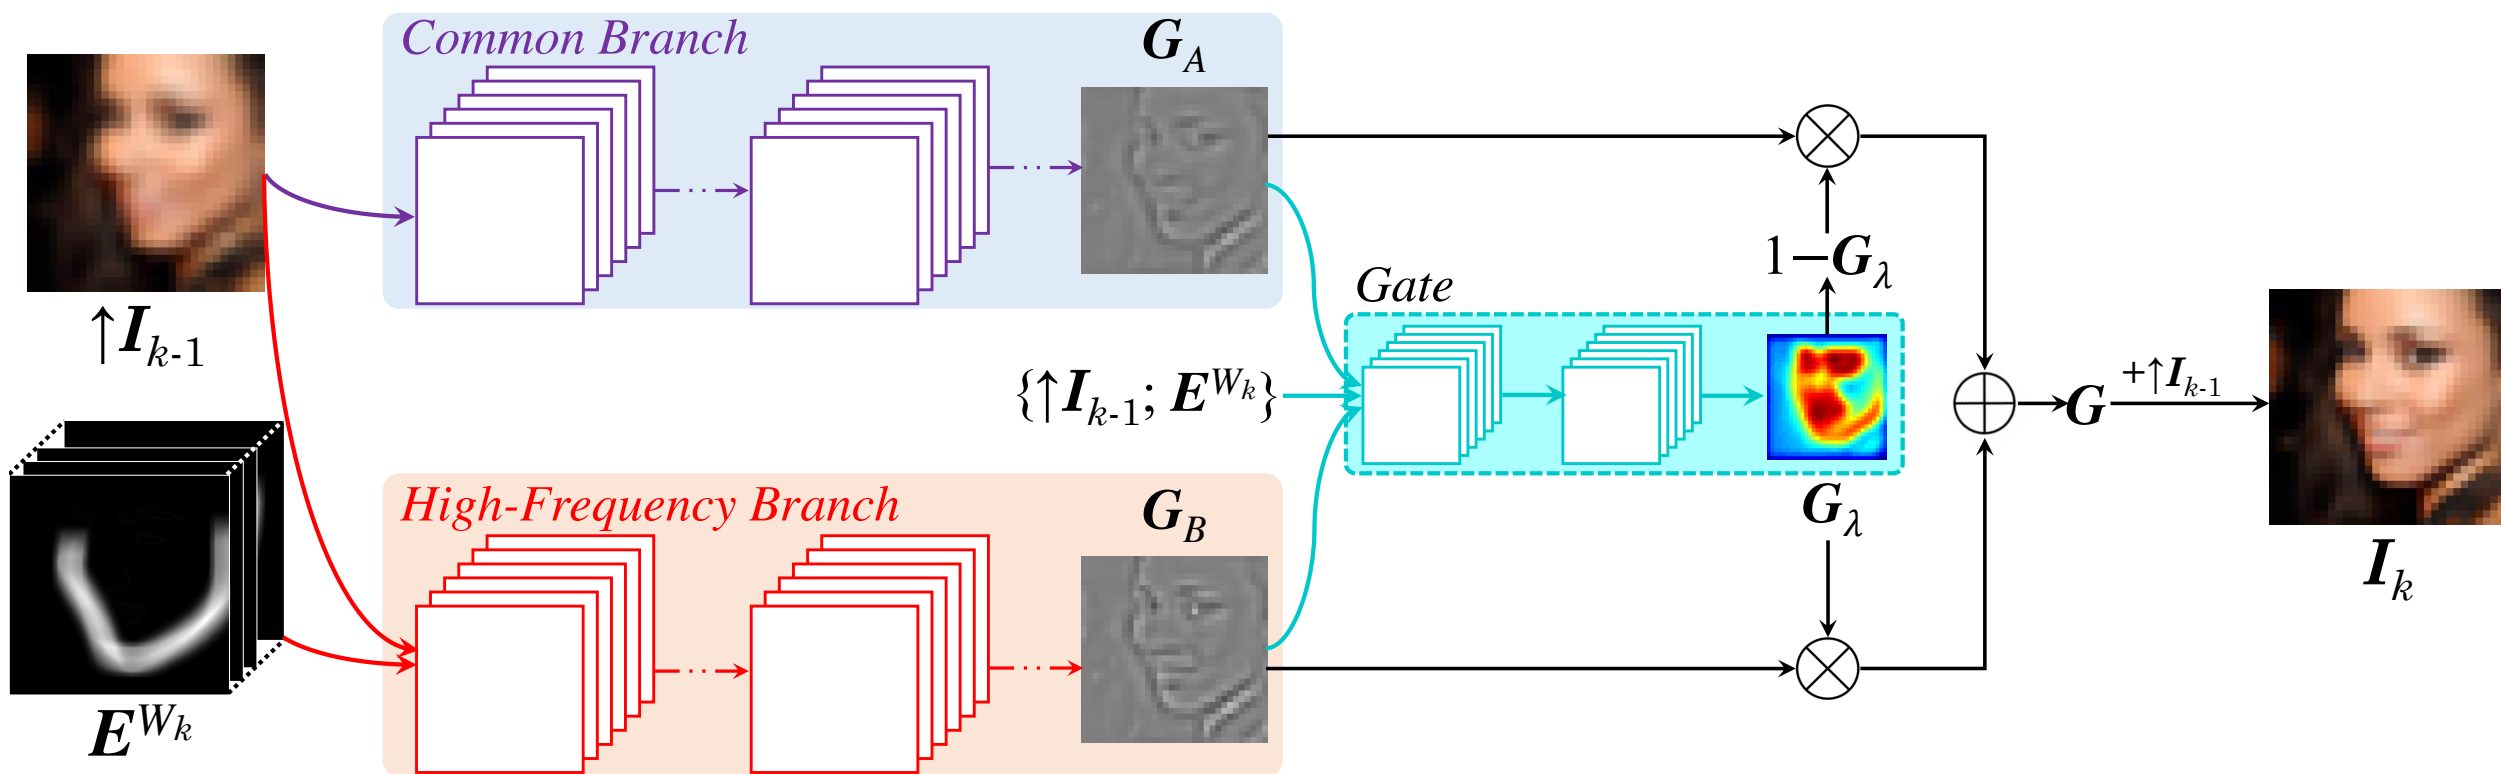 Common Branch
G_A
↑I_{k-1}
1−G_λ
Gate
{↑I_{k-1}; E^{W_k}}
G
+↑I_{k-1}
High-Frequency Branch
G_B
G_λ
I_k
E^{W_k}